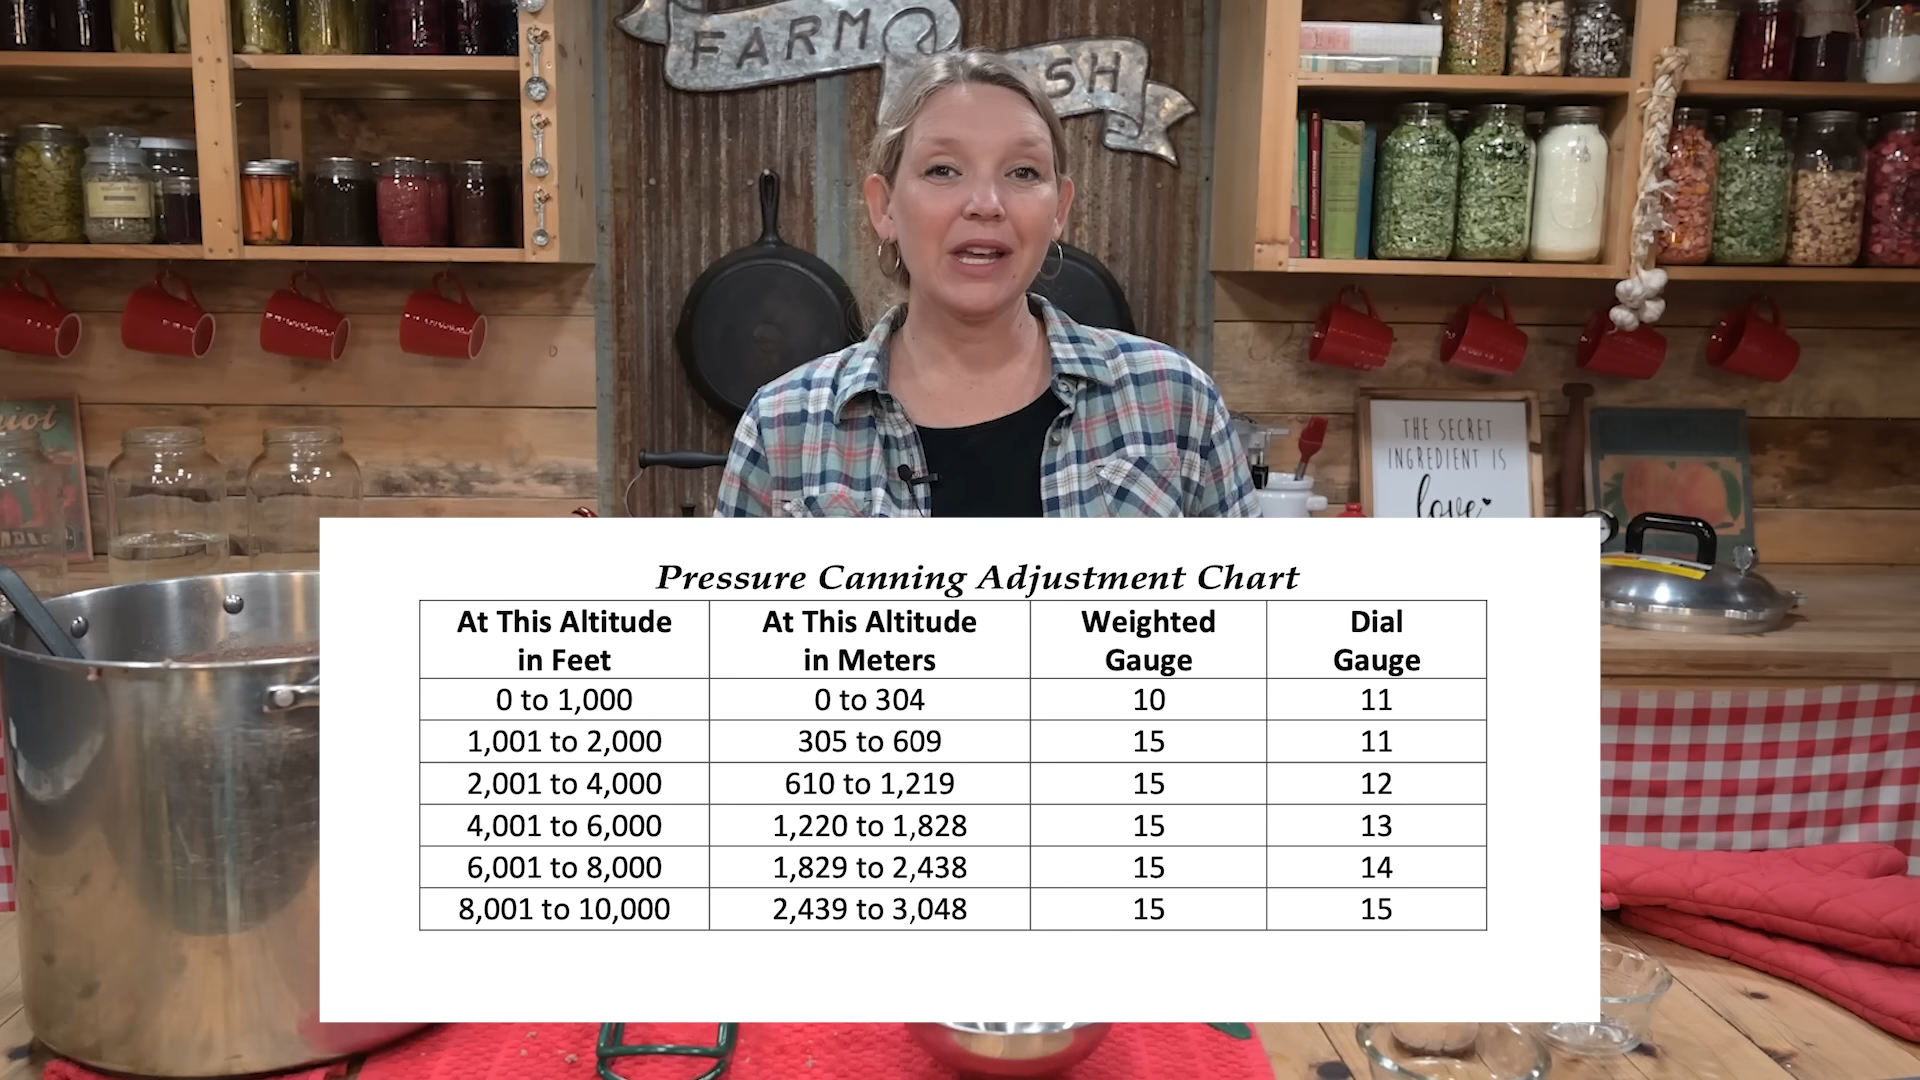 FARM
SH
THE SECRET
INGREDIENT IS
love
Pressure Canning Adjustment Chart
At This Altitude in Feet | At This Altitude in Meters | Weighted Gauge | Dial Gauge
0 to 1,000 | 0 to 304 | 10 | 11
1,001 to 2,000 | 305 to 609 | 15 | 11
2,001 to 4,000 | 610 to 1,219 | 15 | 12
4,001 to 6,000 | 1,220 to 1,828 | 15 | 13
6,001 to 8,000 | 1,829 to 2,438 | 15 | 14
8,001 to 10,000 | 2,439 to 3,048 | 15 | 15